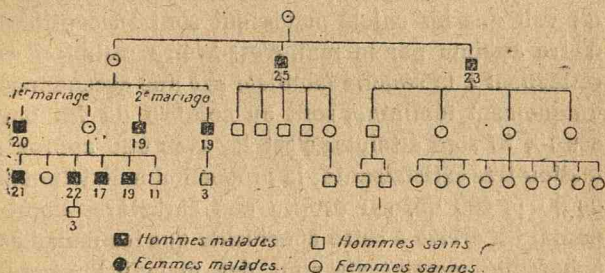 25 23
1er mariage 2e mariage
20 19 19
21 22 17 19 11 3
3
Hommes malades Hommes sains
Femmes malades. Femmes saines